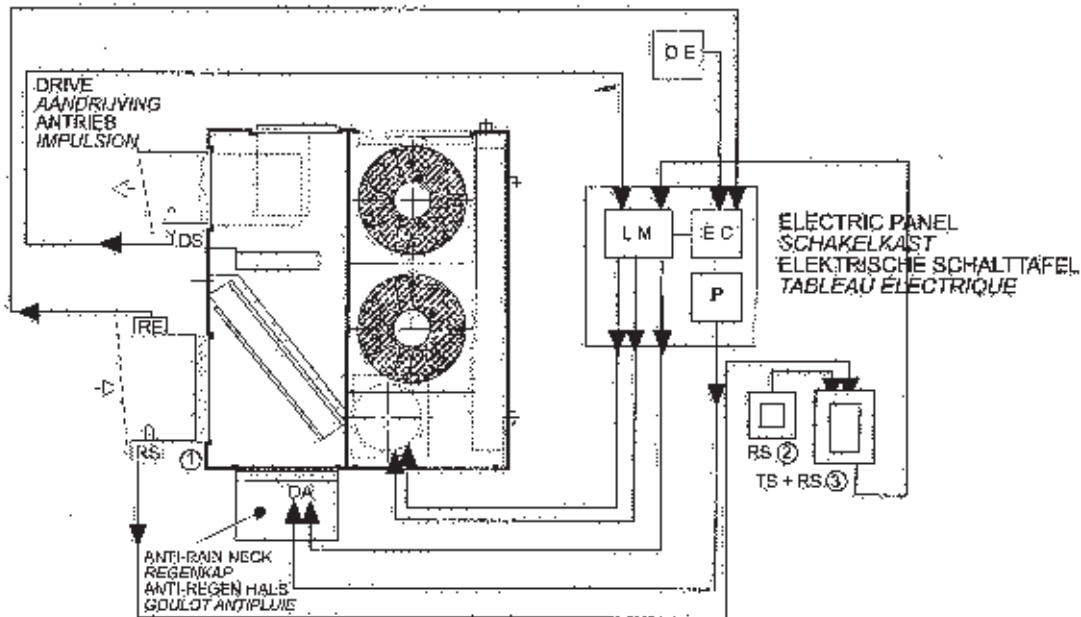 DRIVE
AANDRIJVING
ANTRIEB
IMPULSION
OE
DS
LM
EC
P
ELECTRIC PANEL
SCHAKELKAST
ELEKTRISCHE SCHALTTAFEL
TABLEAU ÉLECTRIQUE
RE
RS ①
RS ②
TS + RS ③
DA
ANTI-RAIN NECK
REGENKAP
ANTI-REGEN HALS
GOULOT ANTIPLUIE